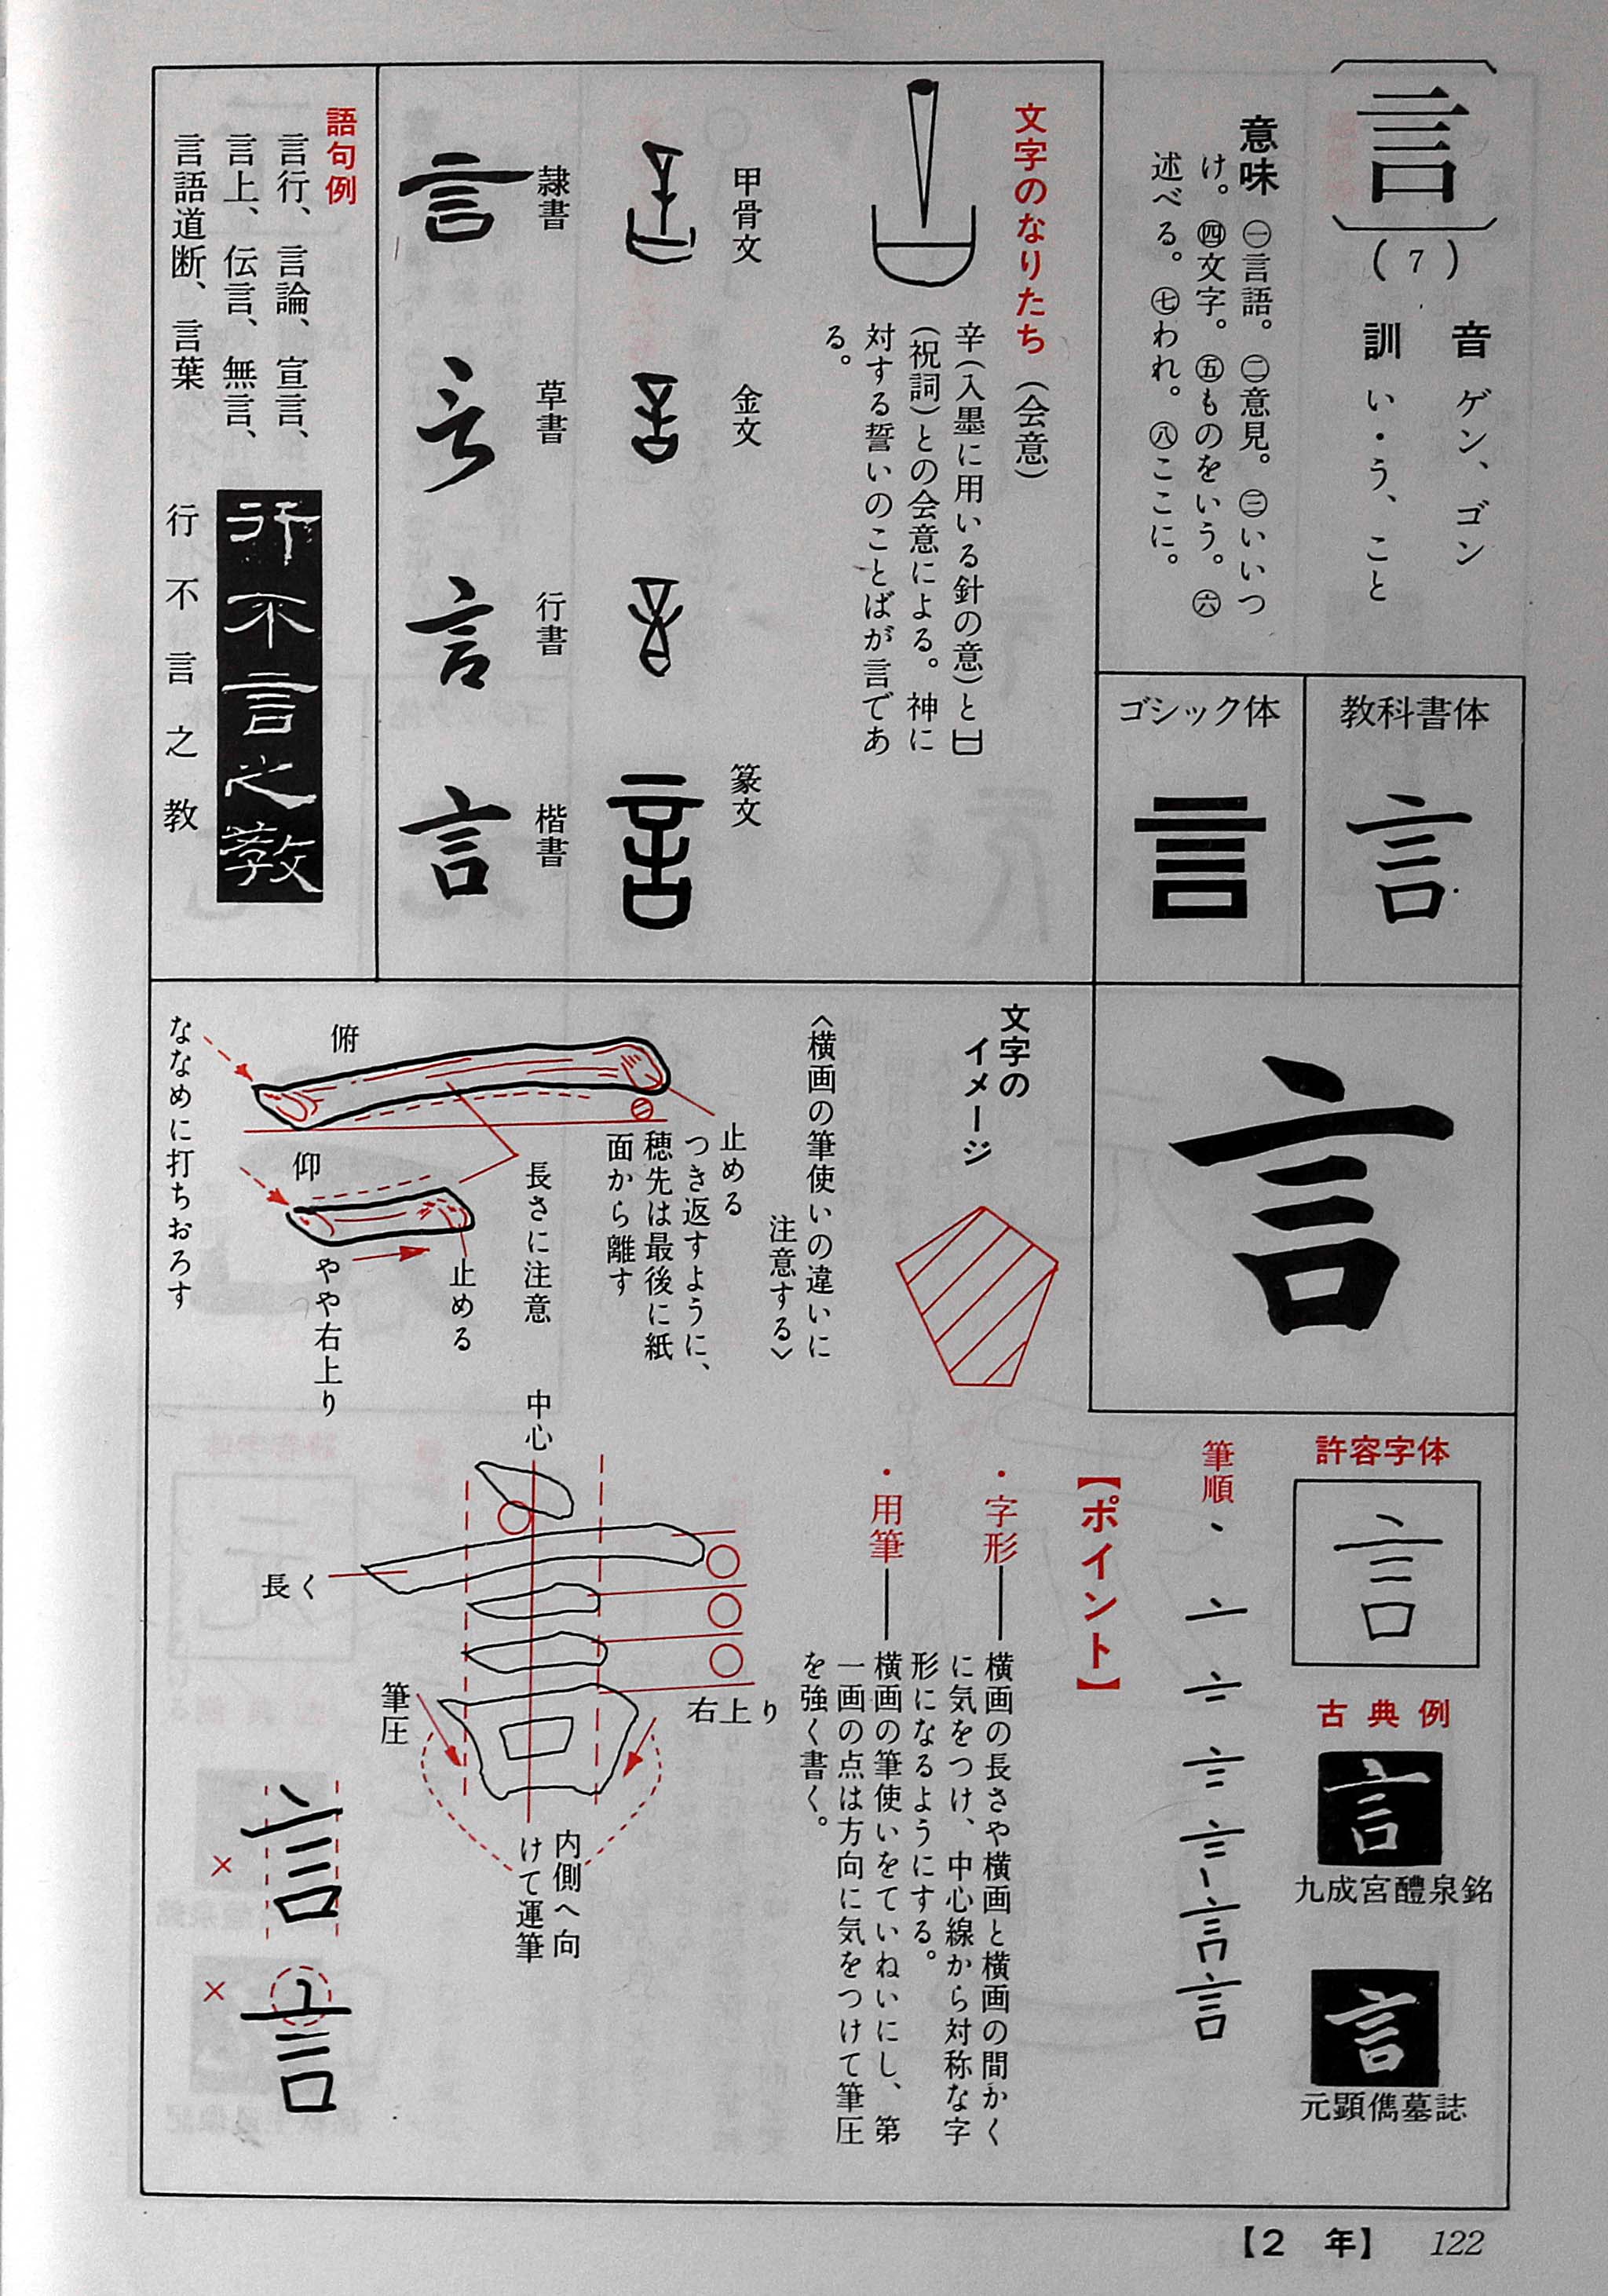 言
(7)
音 ゲン、ゴン
訓 い・う、こと
意味 ㊀言語。㊁意見。㊂いいつ
け。㊃文字。㊄ものをいう。㊅
述べる。㊆われ。㊇ここに。
教科書体
言
ゴシック体
言
文字のなりたち(会意)
辛(入墨に用いる針の意)と凵
(祝詞)との会意による。神に
対する誓いのことばが言であ
る。
甲骨文
金文
篆文
隷書
言
草書
言
行書
言
楷書
言
語句例
言行、言論、宣言、
言上、伝言、無言、
言語道断、言葉
行不言之教
行不言之教
言
文字の
イメージ
〈横画の筆使いの違いに
注意する〉
止める
つき返すように、
穂先は最後に紙
面から離す
長さに注意
俯
仰
止める
やや右上り
ななめに打ちおろす
許容字体
言
古典例
言
九成宮醴泉銘
言
元顕儁墓誌
筆順
言
【ポイント】
・字形――横画の長さや横画と横画の間かく
に気をつけ、中心線から対称な字
形になるようにする。
・用筆――横画の筆使いをていねいにし、第
一画の点は方向に気をつけて筆圧
を強く書く。
中心
長く
右上り
筆圧
内側へ向
けて運筆
言
×
言
×
【2 年】 122